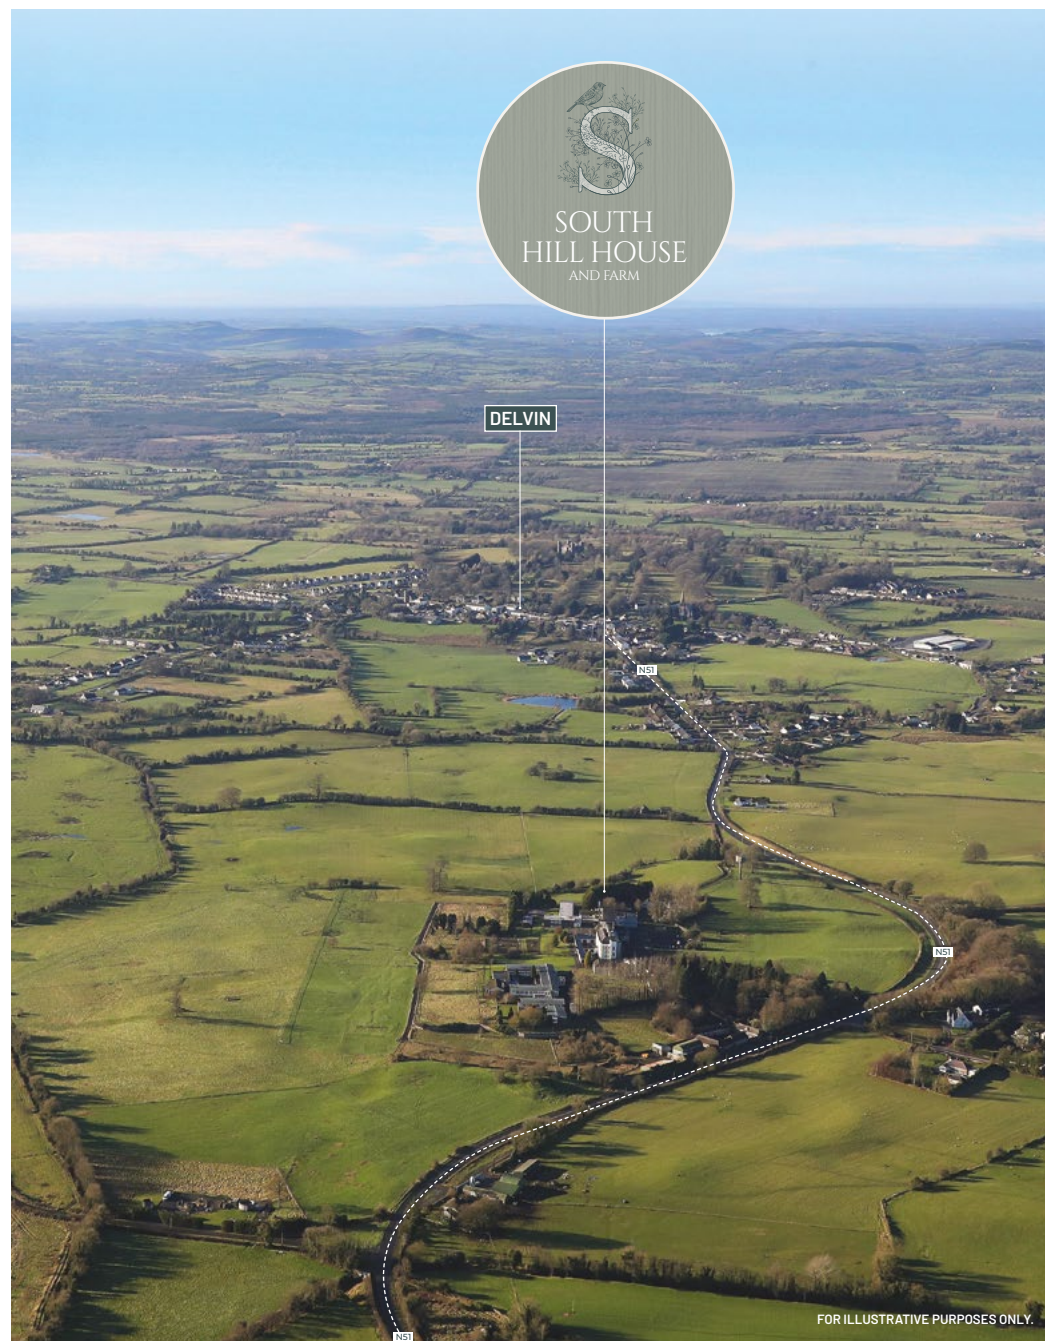 S
SOUTH
HILL HOUSE
AND FARM
DELVIN
N51
N51
FOR ILLUSTRATIVE PURPOSES ONLY.
N51